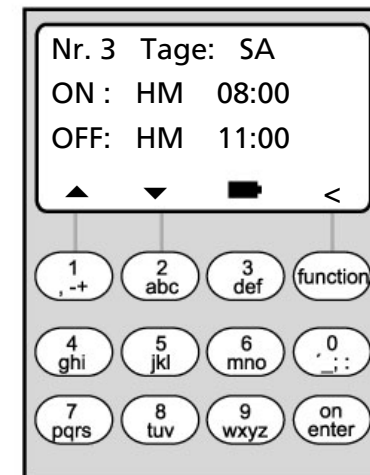 Nr. 3 Tage: SA
ON : HM 08:00
OFF: HM 11:00
<
1 2 3 function
, -+ abc def
4 5 6 0
ghi jkl mno ´_; :
7 8 9 on
pqrs tuv wxyz enter